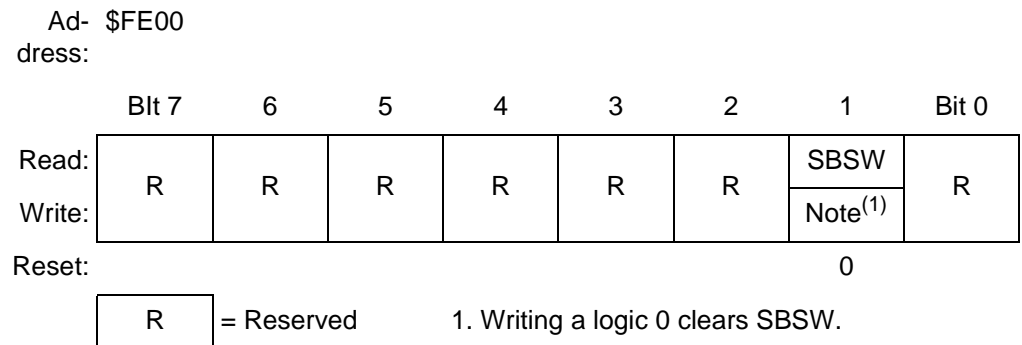 Ad- $FE00
dress:
BIt 7 6 5 4 3 2 1 Bit 0
Read: R R R R R R SBSW R
Write: Note(1)
Reset: 0
R = Reserved 1. Writing a logic 0 clears SBSW.